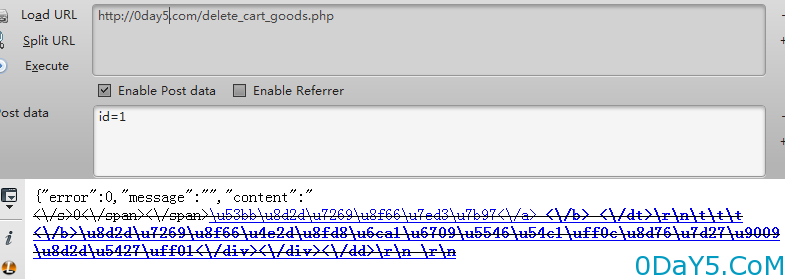 Load URL
http://0day5.com/delete_cart_goods.php
Split URL
Execute
Enable Post data Enable Referrer
ost data
id=1
{"error":0,"message":"","content":"
<\/s>0<\/span><\/span>\u53bb\u8d2d\u7269\u8f66\u7ed3\u7b97<\/a> <\/b> <\/dt>\r\n\t\t\t
<\/b>\u8d2d\u7269\u8f66\u4e2d\u8fd8\u6ca1\u6709\u5546\u54c1\uff0c\u8d76\u7d27\u9009
\u8d2d\u5427\uff01<\/div><\/div><\/dd>\r\n \r\n
0DaY5.CoM